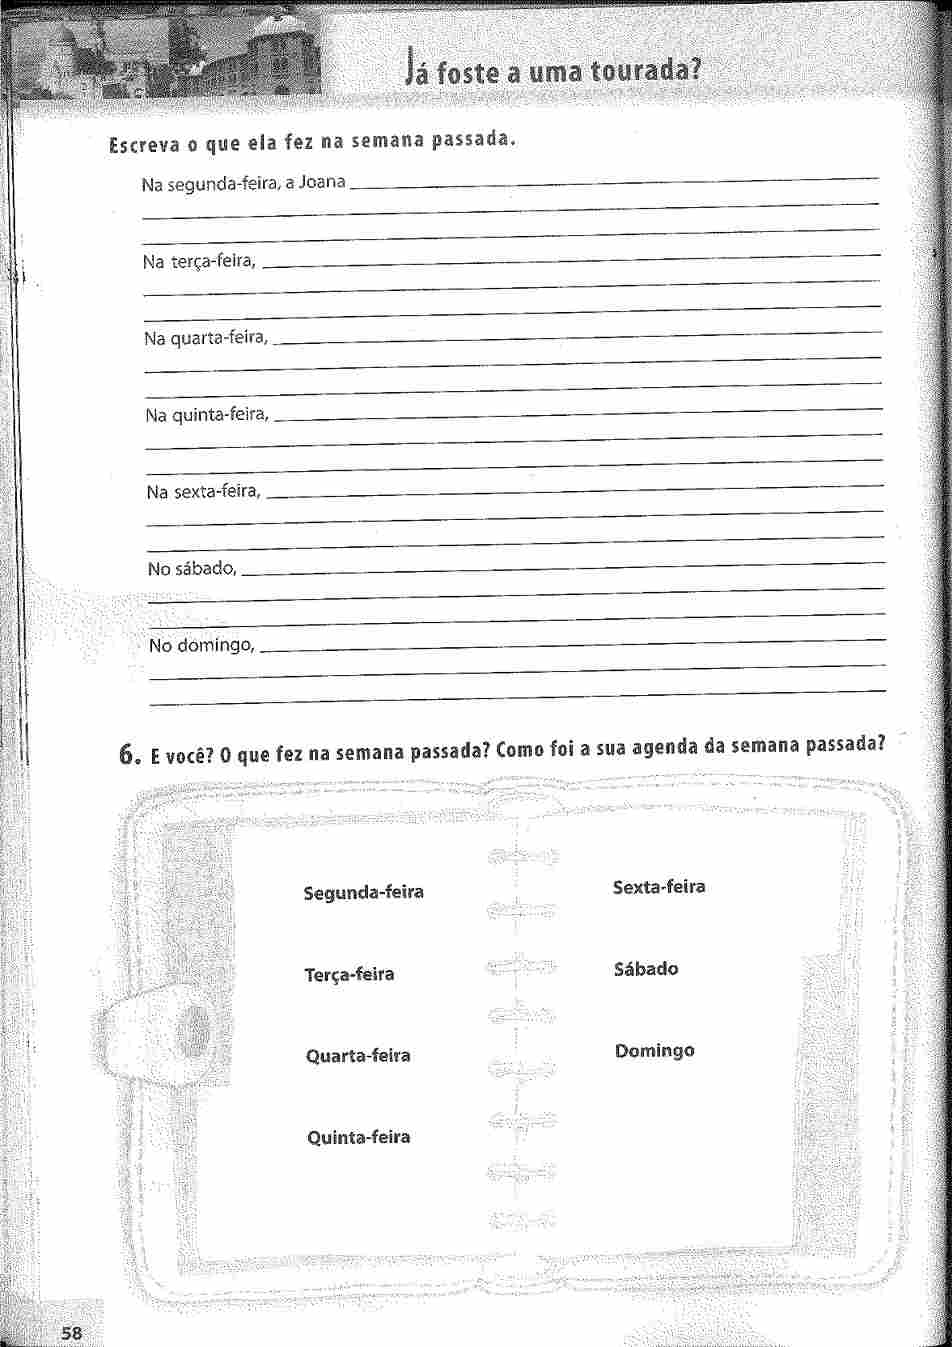 Já foste a uma tourada?
Escreva o que ela fez na semana passada.
Na segunda-feira, a Joana
Na terça-feira,
Na quarta-feira,
Na quinta-feira,
Na sexta-feira,
No sábado,
No domingo,
6. E você? O que fez na semana passada? Como foi a sua agenda da semana passada?
Segunda-feira
Terça-feira
Quarta-feira
Quinta-feira
Sexta-feira
Sábado
Domingo
58